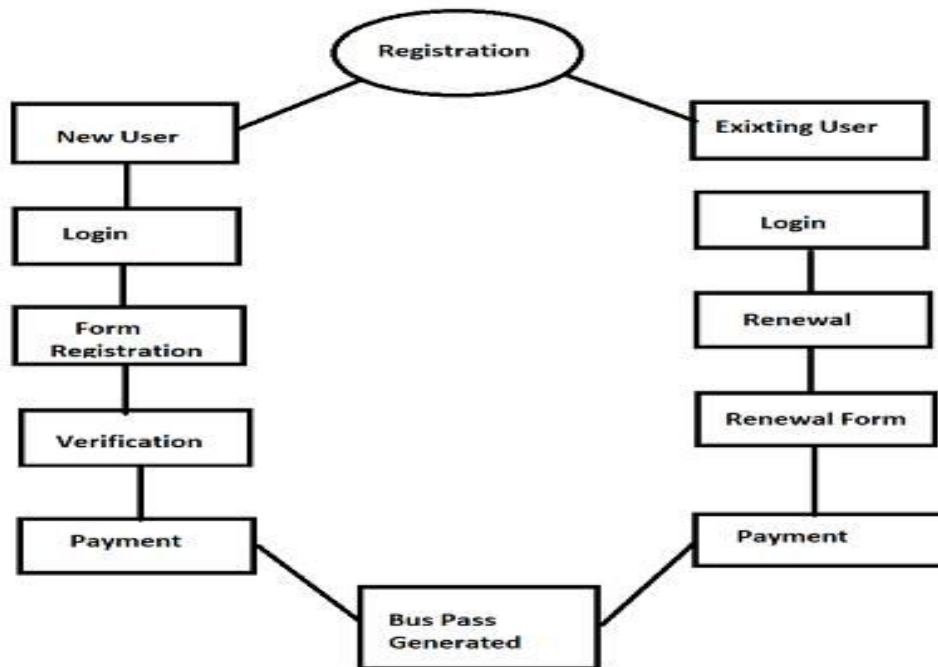 Registration
New User
Exixting User
Login
Login
Form
Registration
Renewal
Verification
Renewal Form
Payment
Payment
Bus Pass
Generated